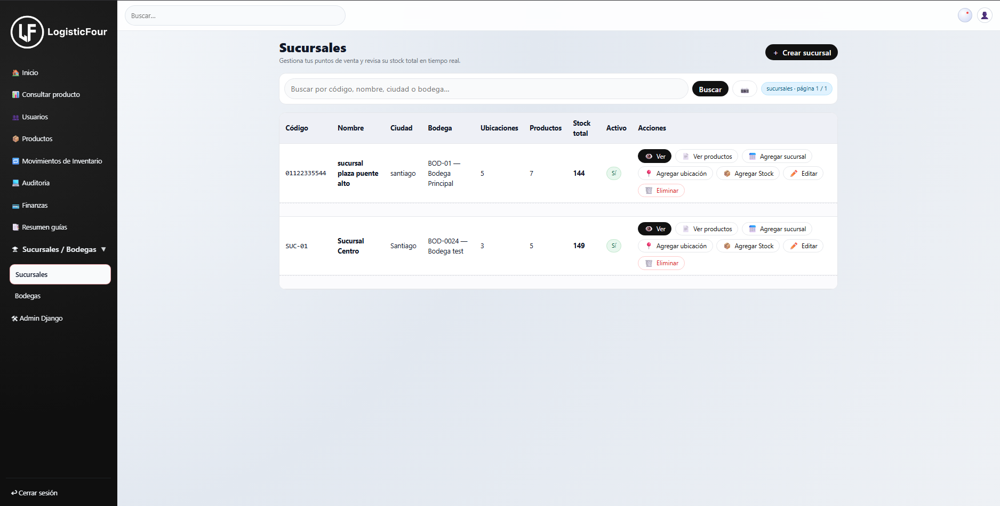 LF LogisticFour
Buscar...
Inicio
Consultar producto
Usuarios
Productos
Movimientos de Inventario
Auditoria
Finanzas
Resumen guías
Sucursales / Bodegas ▼
Sucursales
Bodegas
Admin Django
Cerrar sesión
Sucursales
Gestiona tus puntos de venta y revisa su stock total en tiempo real.
+ Crear sucursal
Buscar por código, nombre, ciudad o bodega...
Buscar
sucursales · página 1 / 1
Código Nombre Ciudad Bodega Ubicaciones Productos Stock total Activo Acciones
01122335544
sucursal
plaza puente
alto
santiago
BOD-01 —
Bodega
Principal
5
7
144
Sí
Ver Ver productos Agregar sucursal
Agregar ubicación Agregar Stock Editar
Eliminar
SUC-01
Sucursal
Centro
Santiago
BOD-0024 —
Bodega test
3
5
149
Sí
Ver Ver productos Agregar sucursal
Agregar ubicación Agregar Stock Editar
Eliminar